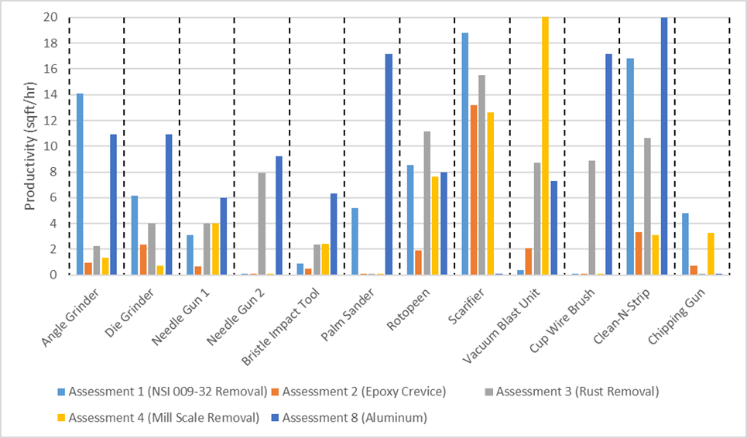 Productivity (sqft/hr)
20
18
16
14
12
10
8
6
4
2
0
Angle Grinder
Die Grinder
Needle Gun 1
Needle Gun 2
Bristle Impact Tool
Palm Sander
Rotopeen
Scarifier
Vacuum Blast Unit
Cup Wire Brush
Clean-N-Strip
Chipping Gun
Assessment 1 (NSI 009-32 Removal) Assessment 2 (Epoxy Crevice) Assessment 3 (Rust Removal)
Assessment 4 (Mill Scale Removal) Assessment 8 (Aluminum)